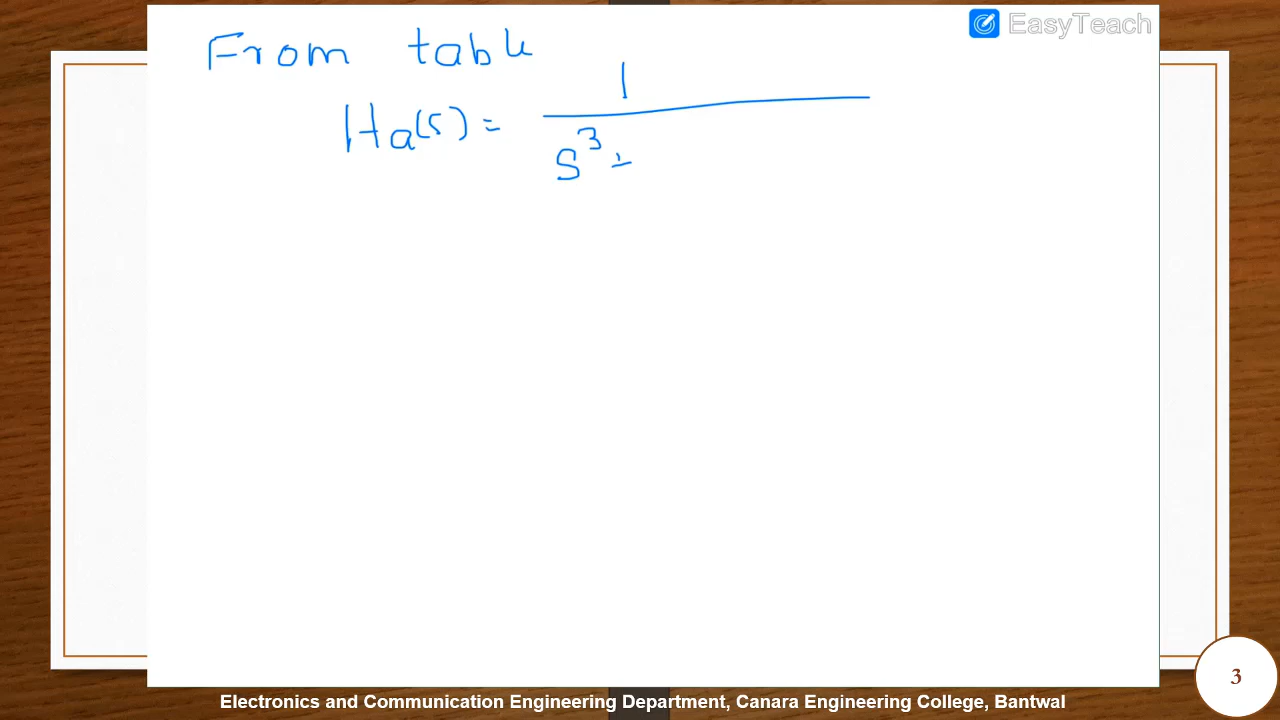 EasyTeach
From table
Ha(s) = 1
S³ +
3
Electronics and Communication Engineering Department, Canara Engineering College, Bantwal